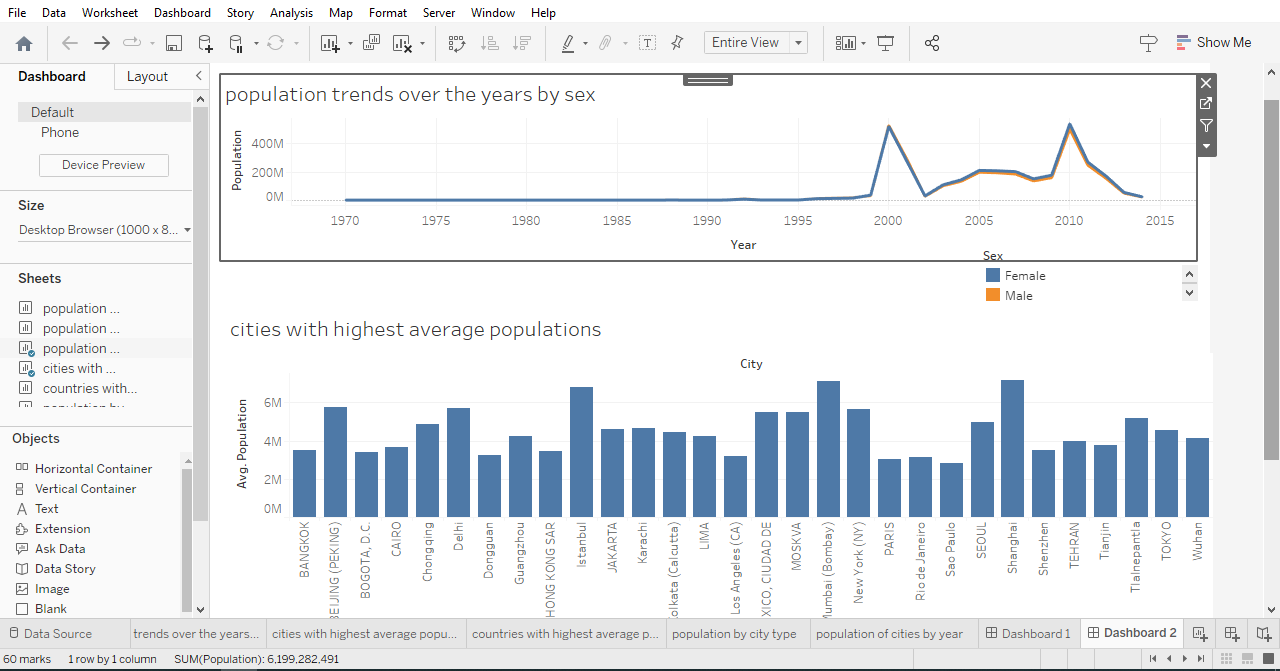 File Data Worksheet Dashboard Story Analysis Map Format Server Window Help
Entire View
Show Me
Dashboard Layout
Default
Phone
Device Preview
Size
Desktop Browser (1000 x 8...
Sheets
population ...
population ...
population ...
cities with ...
countries with...
Objects
Horizontal Container
Vertical Container
Text
Extension
Ask Data
Data Story
Image
Blank
population trends over the years by sex
Population
400M
200M
0M
1970 1975 1980 1985 1990 1995 2000 2005 2010 2015
Year
Sex
Female
Male
cities with highest average populations
City
Avg. Population
6M
4M
2M
0M
BANGKOK
BEIJING (PEKING)
BOGOTA, D.C.
CAIRO
Chongqing
Delhi
Dongguan
Guangzhou
HONG KONG SAR
Istanbul
JAKARTA
Karachi
olkata (Calcutta)
LIMA
Los Angeles (CA)
XICO, CIUDAD DE
MOSKVA
Mumbai (Bombay)
New York (NY)
PARIS
Rio de Janeiro
Sao Paulo
SEOUL
Shanghai
Shenzhen
TEHRAN
Tianjin
Tlalnepantla
TOKYO
Wuhan
Data Source trends over the years... cities with highest average popu... countries with highest average p... population by city type population of cities by year Dashboard 1 Dashboard 2
60 marks 1 row by 1 column SUM(Population): 6,199,282,491